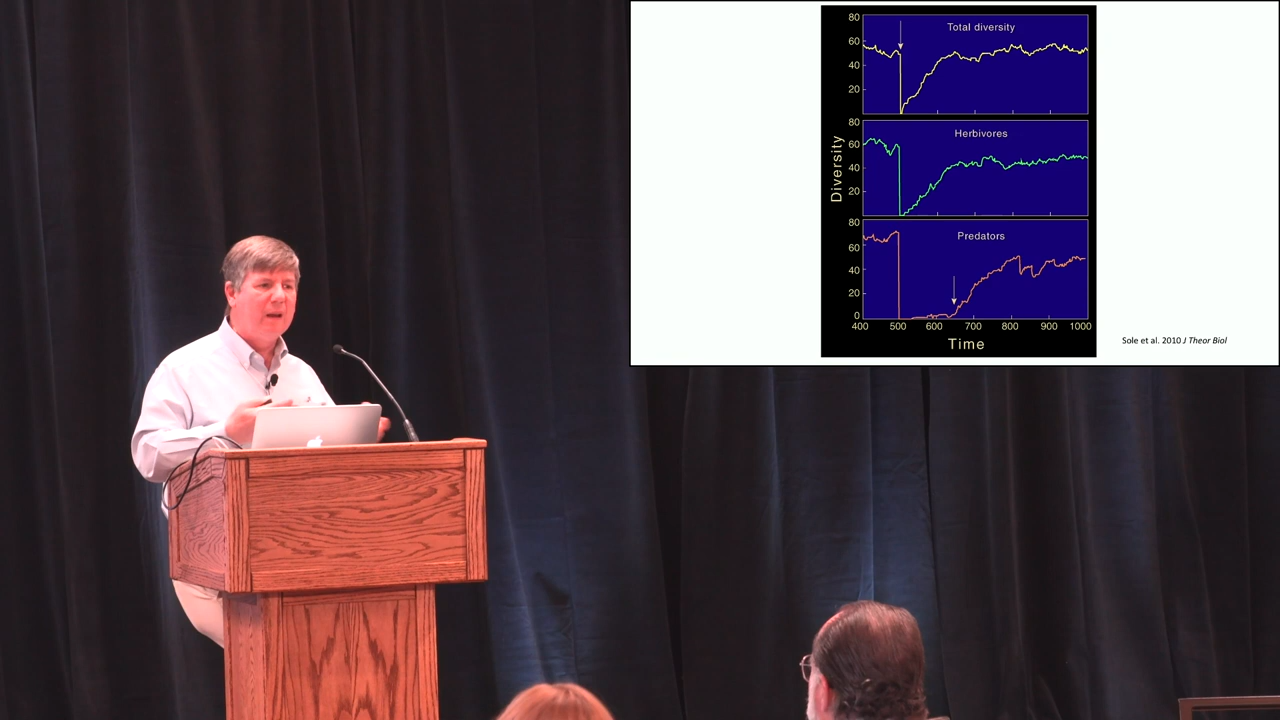 80
Total diversity
60
40
20
80
Herbivores
60
40
20
Diversity
80
Predators
60
40
20
0
400 500 600 700 800 900 1000
Time
Sole et al. 2010 J Theor Biol